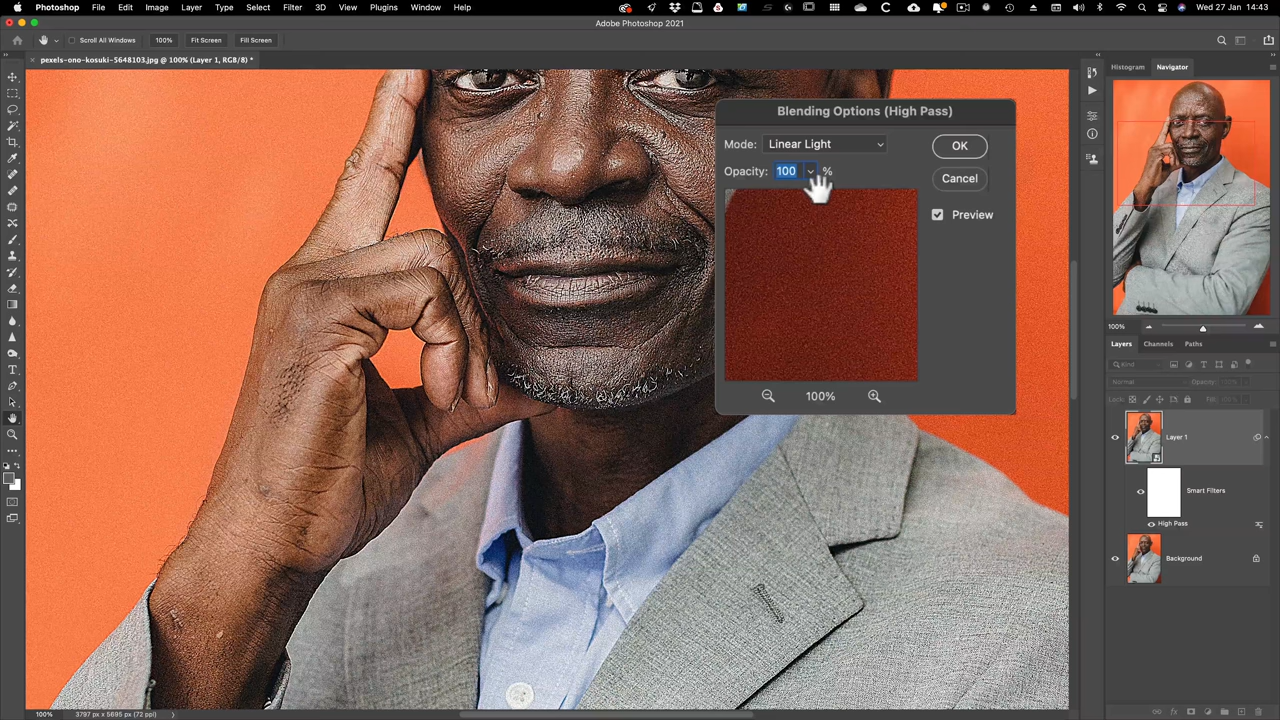 Photoshop File Edit Image Layer Type Select Filter 3D View Plugins Window Help Wed 27 Jan 14:43
Adobe Photoshop 2021
Scroll All Windows 100% Fit Screen Fill Screen
pexels-ono-kosuki-5648103.jpg @ 100% (Layer 1, RGB/8) *
Histogram Navigator
Blending Options (High Pass)
Mode: Linear Light OK
Opacity: 100 % Cancel
Preview
100%
100%
Layers Channels Paths
Kind
Normal Opacity: 100%
Lock: Fill: 100%
Layer 1
Smart Filters
High Pass
Background
100% 3797 px x 5695 px (72 ppi)